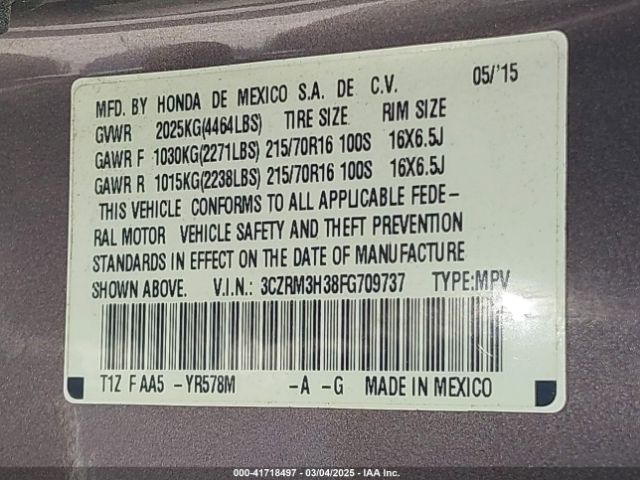 MFD. BY HONDA DE MEXICO S.A. DE C.V. 05/'15
GVWR 2025KG(4464LBS) TIRE SIZE RIM SIZE
GAWR F 1030KG(2271LBS) 215/70R16 100S 16X6.5J
GAWR R 1015KG(2238LBS) 215/70R16 100S 16X6.5J
THIS VEHICLE CONFORMS TO ALL APPLICABLE FEDE-
RAL MOTOR VEHICLE SAFETY AND THEFT PREVENTION
STANDARDS IN EFFECT ON THE DATE OF MANUFACTURE
SHOWN ABOVE. V.I.N.: 3CZRM3H38FG709737 TYPE:MPV
T1Z F AA5 -YR578M -A -G MADE IN MEXICO
000-41718497 - 03/04/2025 - IAA Inc.